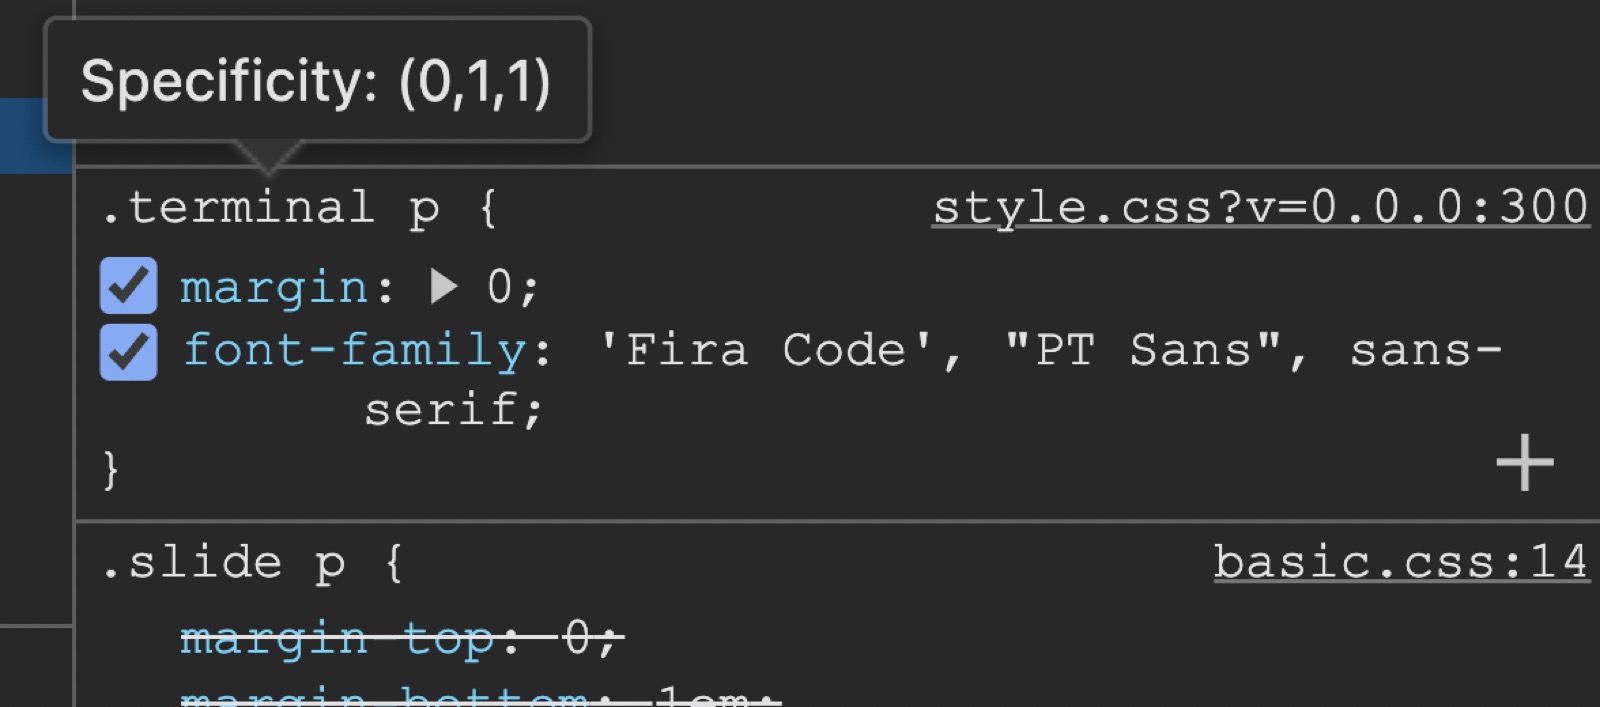 Specificity: (0,1,1)
.terminal p { style.css?v=0.0.0:300
margin: 0;
font-family: 'Fira Code', "PT Sans", sans-
serif;
}
.slide p { basic.css:14
margin-top: 0;
margin-bottom: 1em;